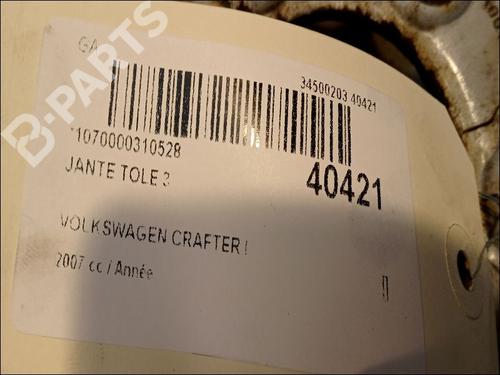 B-PARTS
GA
34500203 40421
*1070000310528
JANTE TOLE 3
40421
VOLKSWAGEN CRAFTER I
2007 cc / Année